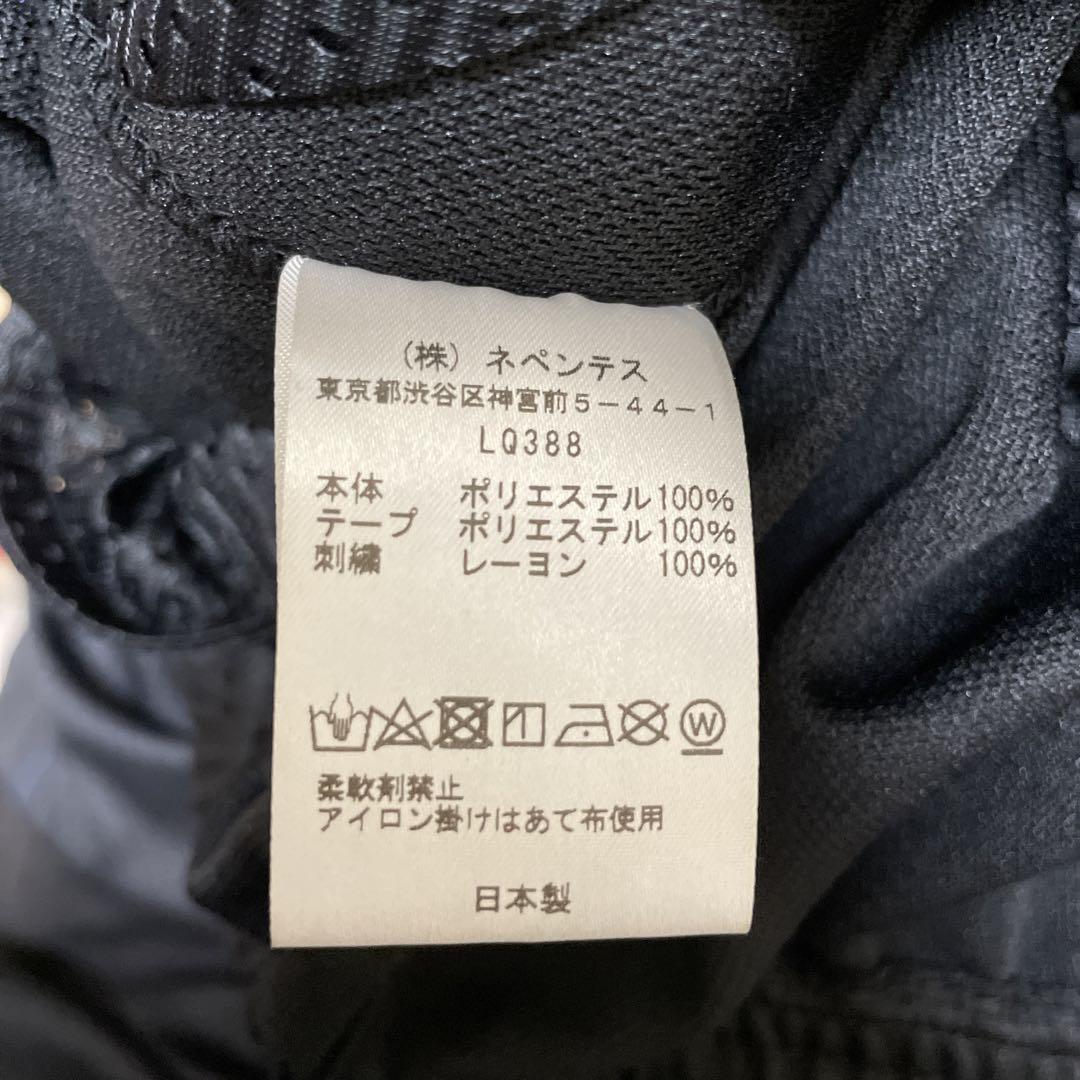 (株) ネペンテス
東京都渋谷区神宮前5-44-1
LQ388
本体 ポリエステル100%
テープ ポリエステル100%
刺繍 レーヨン 100%
W
柔軟剤禁止
アイロン掛けはあて布使用
日本製